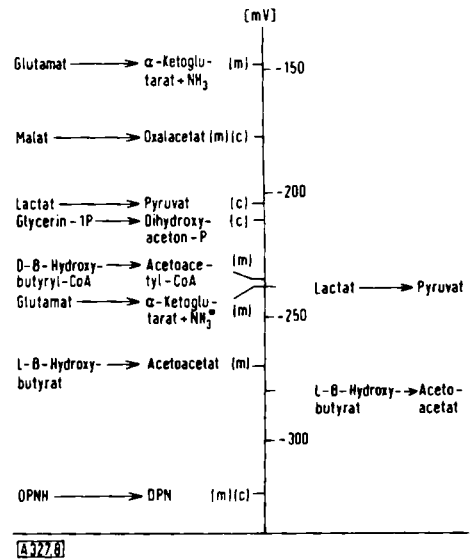 [mV]
Glutamat → α-Ketoglu- (m)
tarat + NH3
-150
Malat → Oxalacetat (m)(c)
-200
Lactat → Pyruvat (c)
Glycerin-1P → Dihydroxy- (c)
aceton-P
D-β-Hydroxy- → Acetoace- (m)
butyryl-CoA tyl-CoA
Lactat → Pyruvat
Glutamat → α-Ketoglu-
tarat + NH3* (m)
-250
L-β-Hydroxy- → Acetoacetat (m)
butyrat
L-β-Hydroxy- → Aceto-
butyrat acetat
-300
DPNH → DPN (m)(c)
A327.8